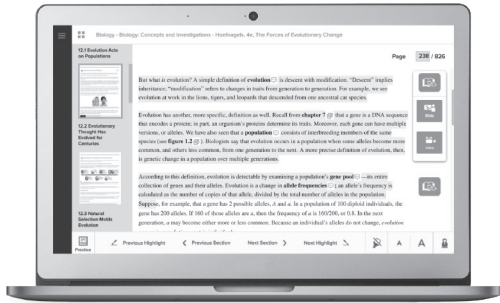 Biology - Biology: Concepts and Investigations - Hoefnagels, 4e, The Forces of Evolutionary Change
12.1 Evolution Acts
on Populations
12.2 Evolutionary
Thought Has
Evolved for
Centuries
12.3 Natural
Selection Molds
Evolution
Page 238 / 826
But what is evolution? A simple definition of evolution is descent with modification. "Descent" implies
inheritance; "modification" refers to changes in traits from generation to generation. For example, we see
evolution at work in the lions, tigers, and leopards that descended from one ancestral cat species.
Evolution has another, more specific, definition as well. Recall from chapter 7 that a gene is a DNA sequence
that encodes a protein; in part, an organism's proteins determine its traits. Moreover, each gene can have multiple
versions, or alleles. We have also seen that a population consists of interbreeding members of the same
species (see figure 1.2). Biologists say that evolution occurs in a population when some alleles become more
common, and others less common, from one generation to the next. A more precise definition of evolution, then,
is genetic change in a population over multiple generations.
According to this definition, evolution is detectable by examining a population's gene pool —its entire
collection of genes and their alleles. Evolution is a change in allele frequencies; an allele's frequency is
calculated as the number of copies of that allele, divided by the total number of alleles in the population.
Suppose, for example, that a gene has 2 possible alleles, A and a. In a population of 100 diploid individuals, the
gene has 200 alleles. If 160 of those alleles are a, then the frequency of a is 160/200, or 0.8. In the next
generation, a may become either more or less common. Because an individual's alleles do not change, evolution
Slide
Practice
Previous Highlight
Previous Section
Next Section
Next Highlight
A
A